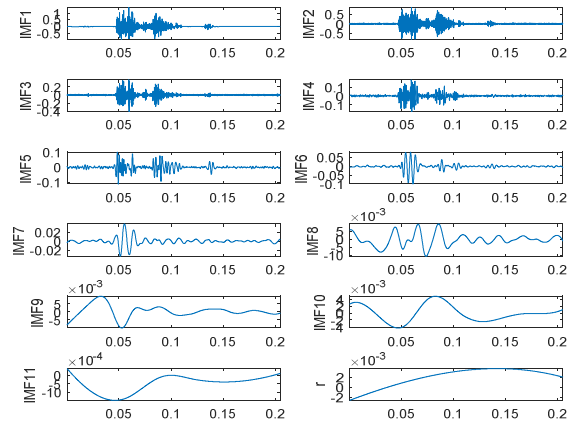 IMF1 0.5 0 -0.5 0.05 0.1 0.15 0.2
IMF2 0.5 0 -0.5 0.05 0.1 0.15 0.2
IMF3 0.2 0 -0.2 -0.4 0.05 0.1 0.15 0.2
IMF4 0.1 0 -0.1 0.05 0.1 0.15 0.2
IMF5 0.1 0 -0.1 0.05 0.1 0.15 0.2
IMF6 0.05 0 -0.05 -0.1 0.05 0.1 0.15 0.2
IMF7 0.02 0 -0.02 0.05 0.1 0.15 0.2
IMF8 ×10⁻³ 5 0 -5 -10 0.05 0.1 0.15 0.2
IMF9 ×10⁻³ 5 0 -5 0.05 0.1 0.15 0.2
IMF10 ×10⁻³ 4 2 0 -2 4 0.05 0.1 0.15 0.2
IMF11 ×10⁻⁴ 0 -5 -10 0.05 0.1 0.15 0.2
r ×10⁻³ 2 0 -2 0.05 0.1 0.15 0.2